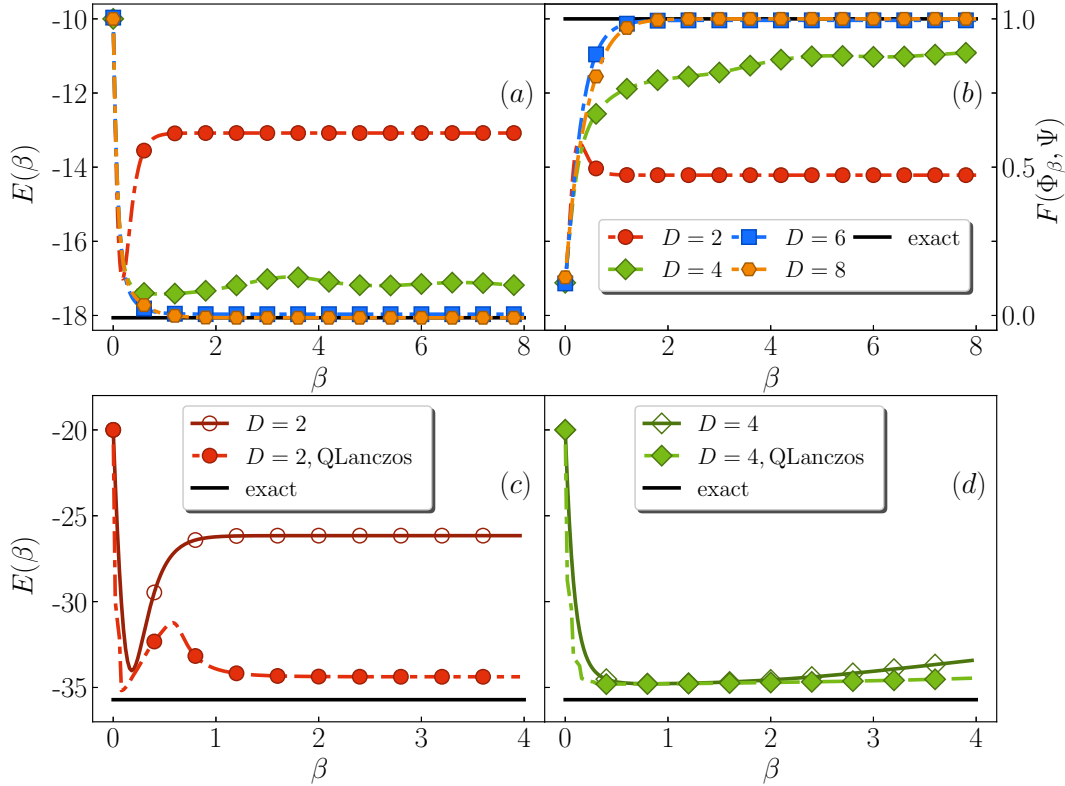 -10
-12
-14
-16
-18
E(β)
(a)
0 2 4 6 8
β
(b)
1.0
0.5
0.0
F(Φβ, Ψ)
D = 2
D = 4
D = 6
D = 8
exact
0 2 4 6 8
β
-20
-25
-30
-35
E(β)
D = 2
D = 2, QLanczos
exact
(c)
0 1 2 3 4
β
D = 4
D = 4, QLanczos
exact
(d)
0 1 2 3 4
β